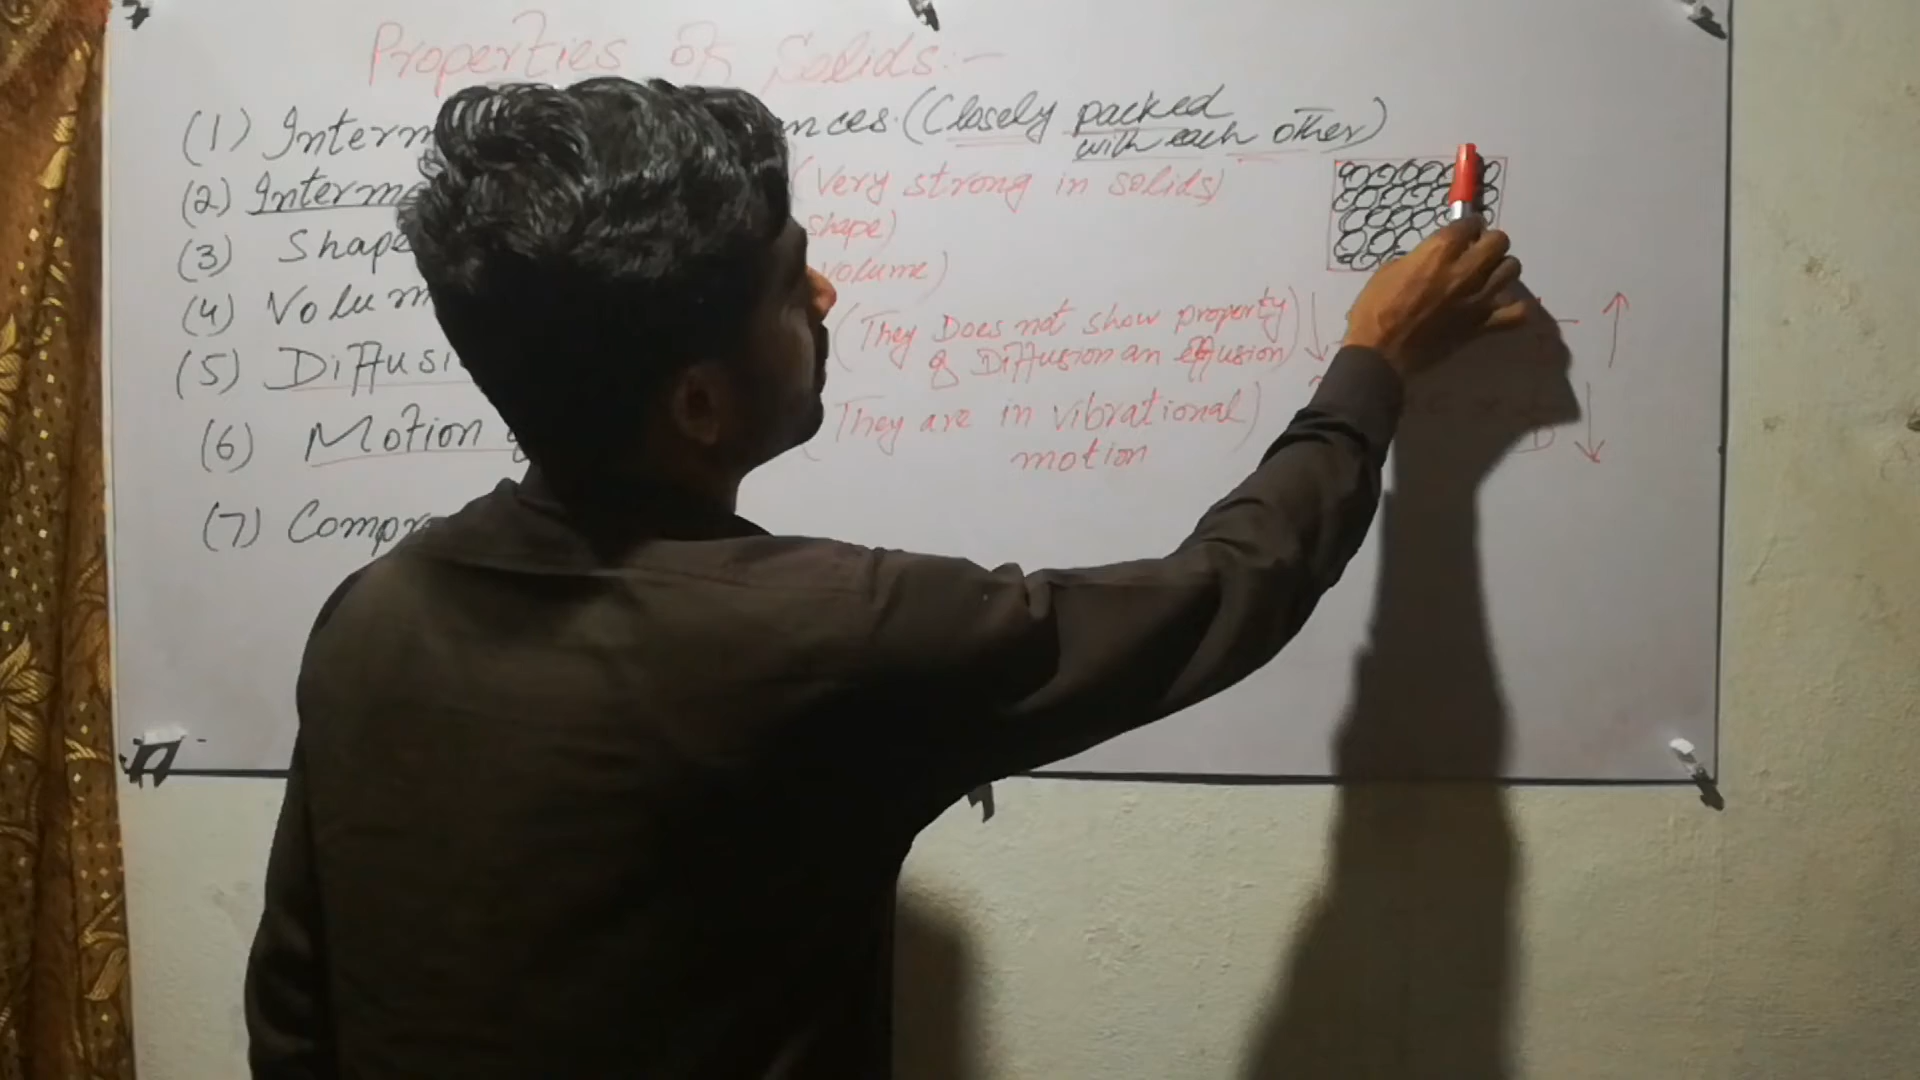 Properties of Solids:-
(1) Interm nces. (Closely packed
with each other)
(2) Interme (Very strong in solids)
(3) Shape shape)
(4) Volum volume)
(5) Diffusi (They Does not show property
of Diffusion an effusion)
(6) Motion (They are in vibrational)
motion
(7) Compr